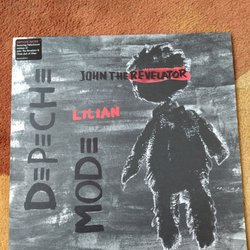 JOHN THE REVELATOR
LILIAN
DEPECHE
MODE